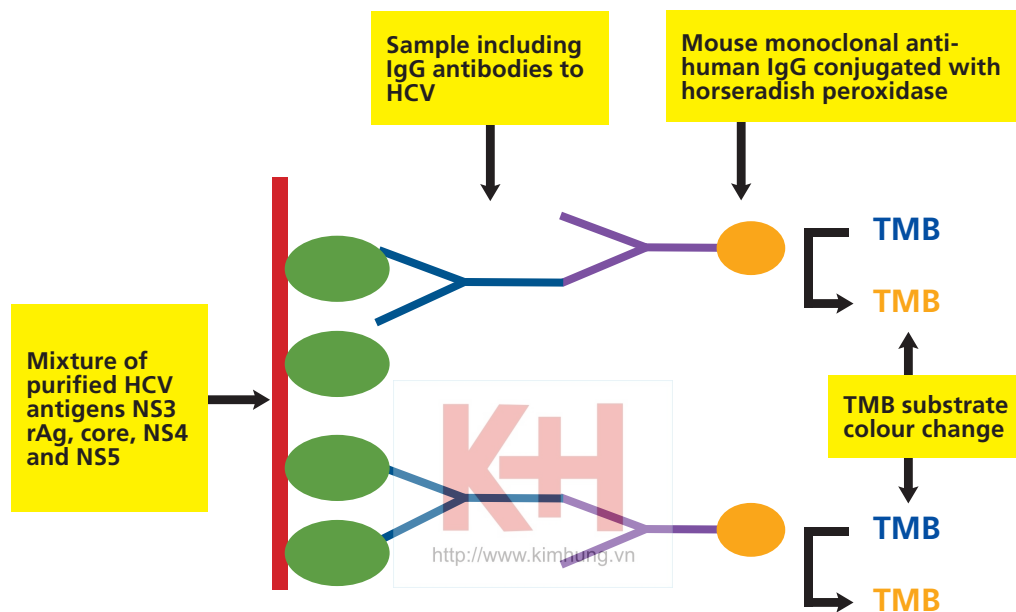 Sample including
IgG antibodies to
HCV
Mouse monoclonal anti-
human IgG conjugated with
horseradish peroxidase
TMB
TMB
Mixture of
purified HCV
antigens NS3
rAg, core, NS4
and NS5
TMB substrate
colour change
KH
http://www.kimhung.vn
TMB
TMB